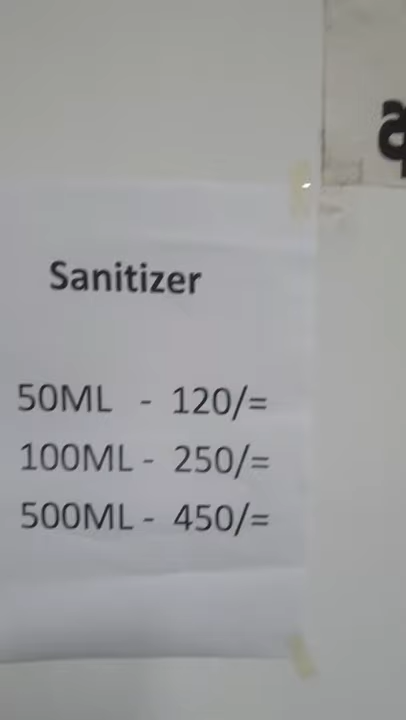 Sanitizer
50ML - 120/=
100ML - 250/=
500ML - 450/=